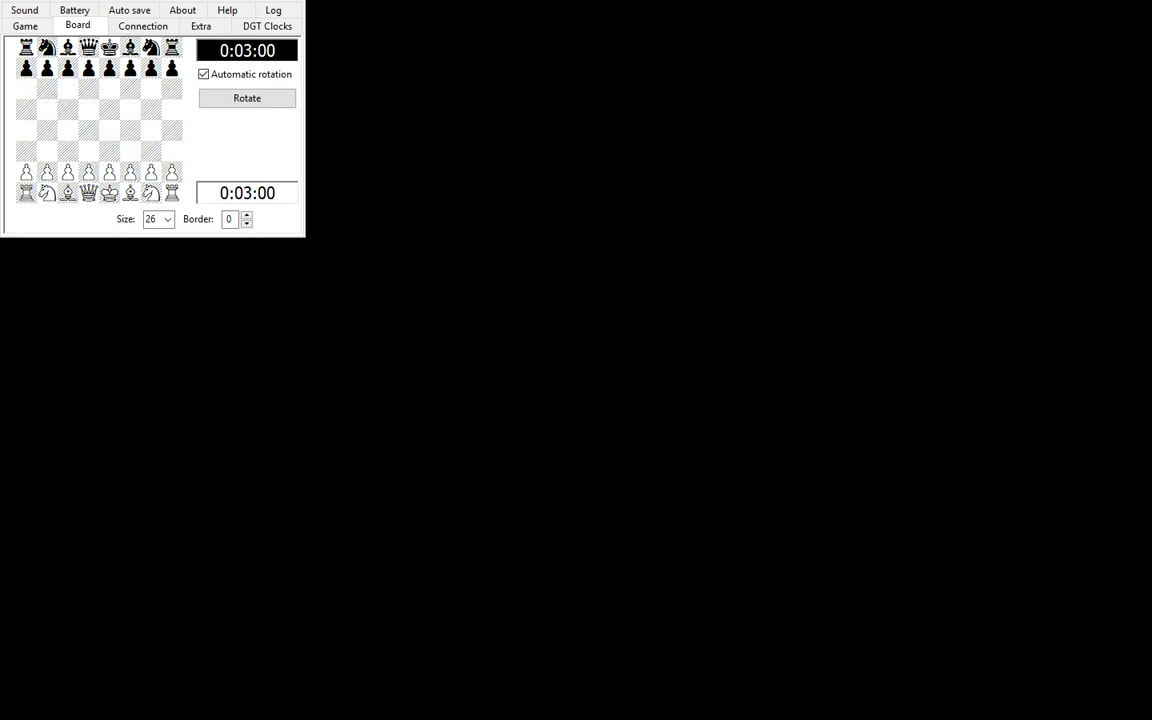 Sound Battery Auto save About Help Log
Game Board Connection Extra DGT Clocks
0:03:00
Automatic rotation
Rotate
0:03:00
Size: 26 Border: 0